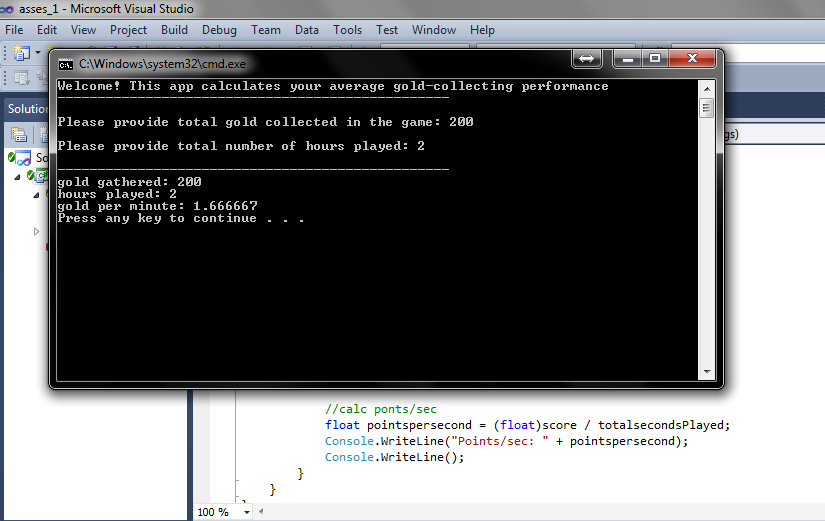 asses_1 - Microsoft Visual Studio
File Edit View Project Build Debug Team Data Tools Test Window Help
C:\Windows\system32\cmd.exe
Welcome! This app calculates your average gold-collecting performance
-------------------------------------------------
Please provide total gold collected in the game: 200
Please provide total number of hours played: 2
-------------------------------------------------
gold gathered: 200
hours played: 2
gold per minute: 1.666667
Press any key to continue . . .
Solution
gs)
So
//calc ponts/sec
float pointspersecond = (float)score / totalsecondsPlayed;
Console.WriteLine("Points/sec: " + pointspersecond);
Console.WriteLine();
}
}
100 %